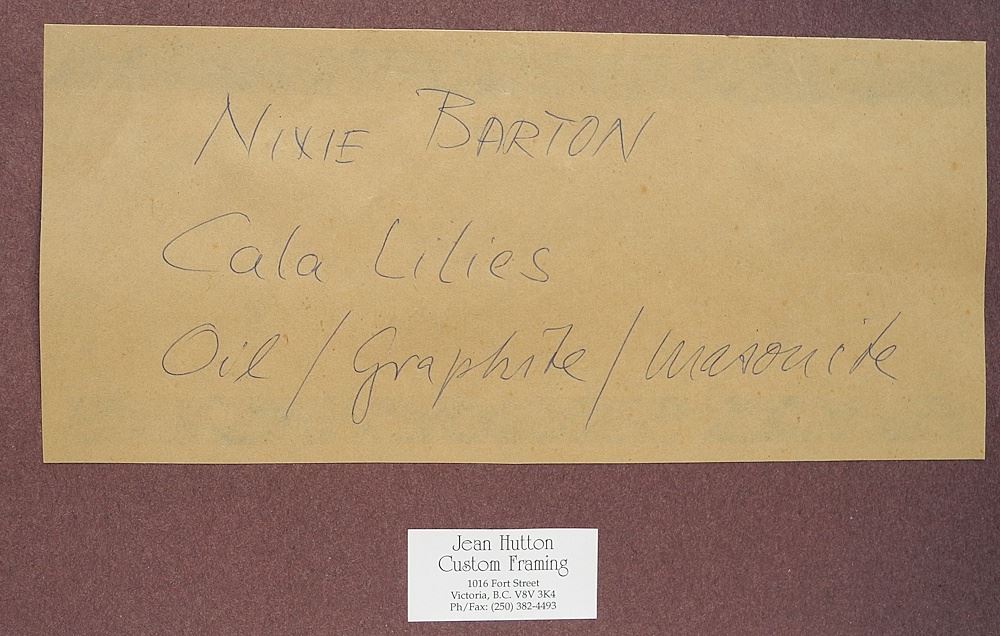 NIXIE BARTON
Cala Lilies
Oil / Graphite / masonite
Jean Hutton
Custom Framing
1016 Fort Street
Victoria, B.C. V8V 3K4
Ph/Fax: (250) 382-4493